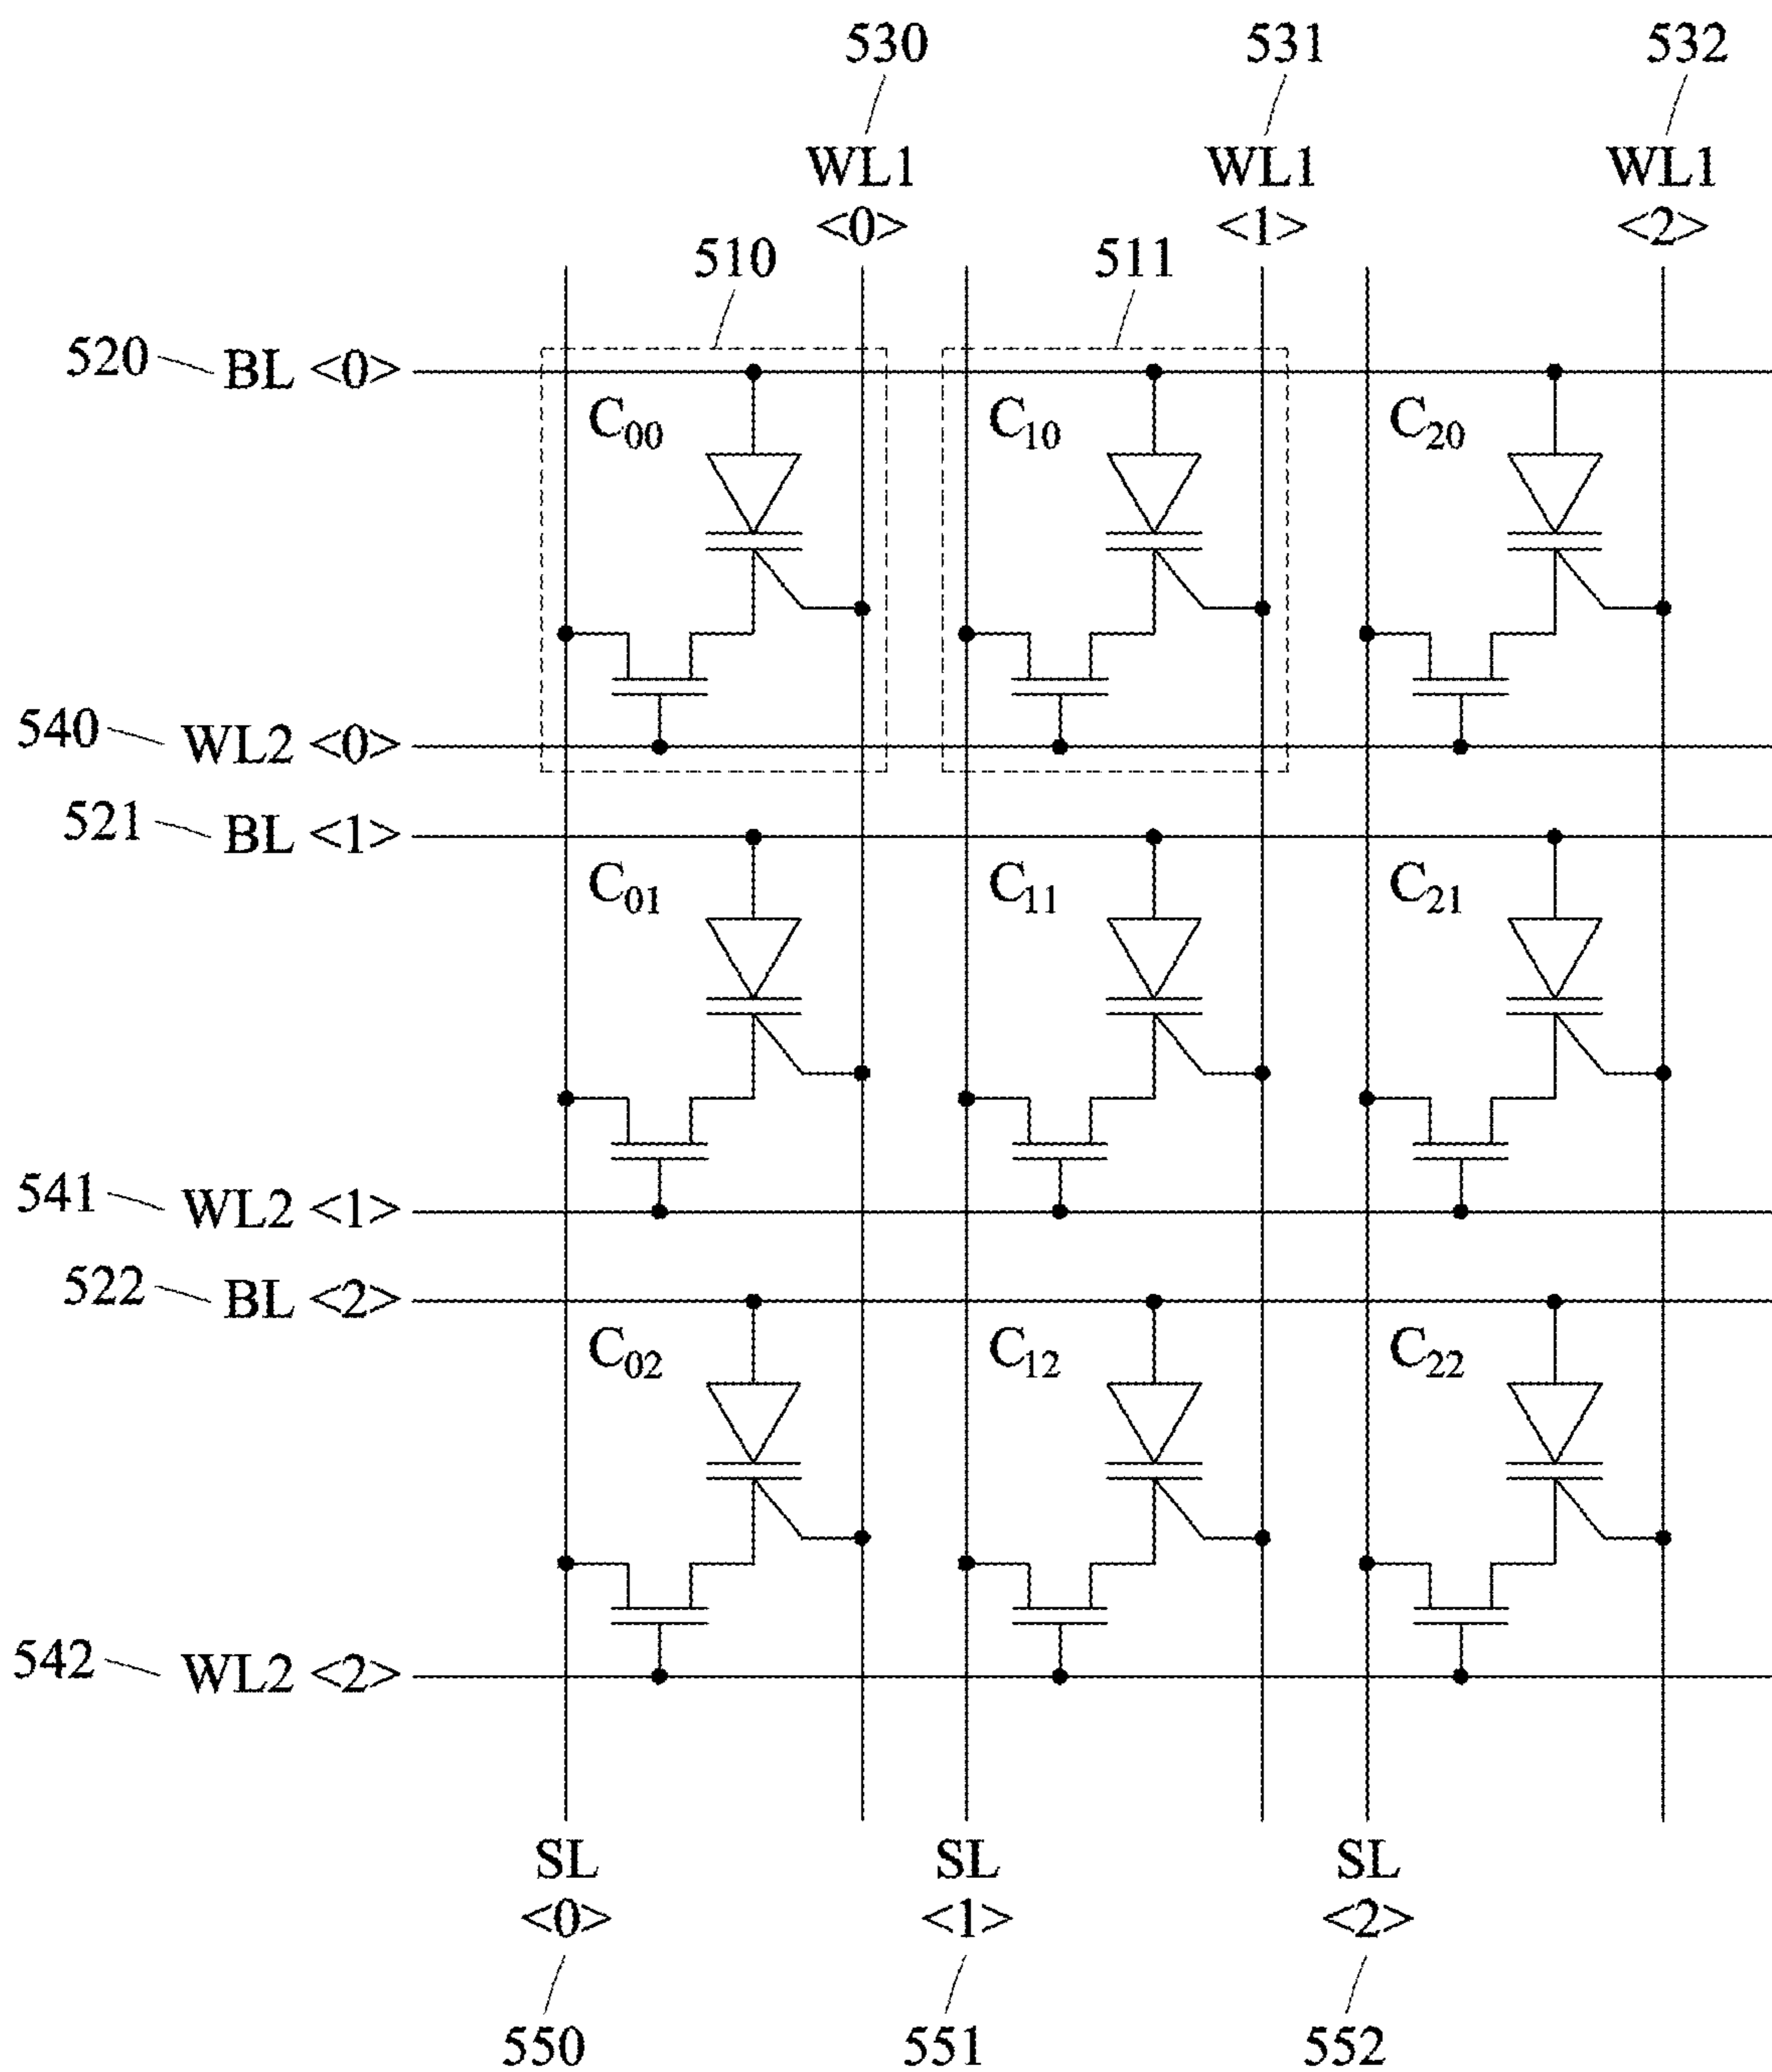 530 531 532
WL1 WL1 WL1
<0> <1> <2>
510 511
520 BL <0>
C00 C10 C20
540 WL2 <0>
521 BL <1>
C01 C11 C21
541 WL2 <1>
522 BL <2>
C02 C12 C22
542 WL2 <2>
SL SL SL
<0> <1> <2>
550 551 552